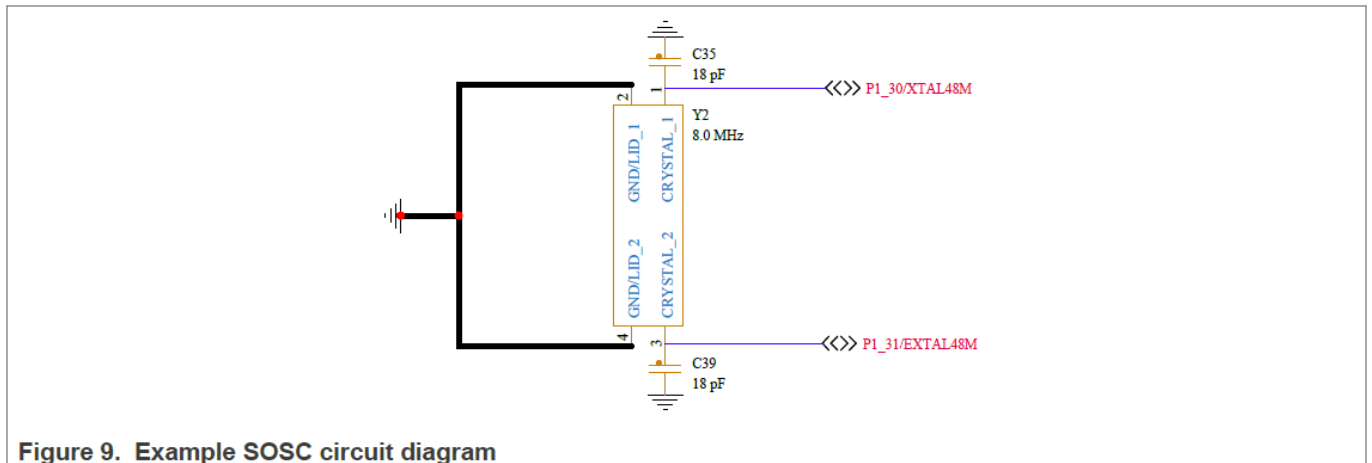 C35
18 pF
2
1
P1_30/XTAL48M
Y2
8.0 MHz
GND/LID_1
CRYSTAL_1
GND/LID_2
CRYSTAL_2
4
3
P1_31/EXTAL48M
C39
18 pF
Figure 9. Example SOSC circuit diagram